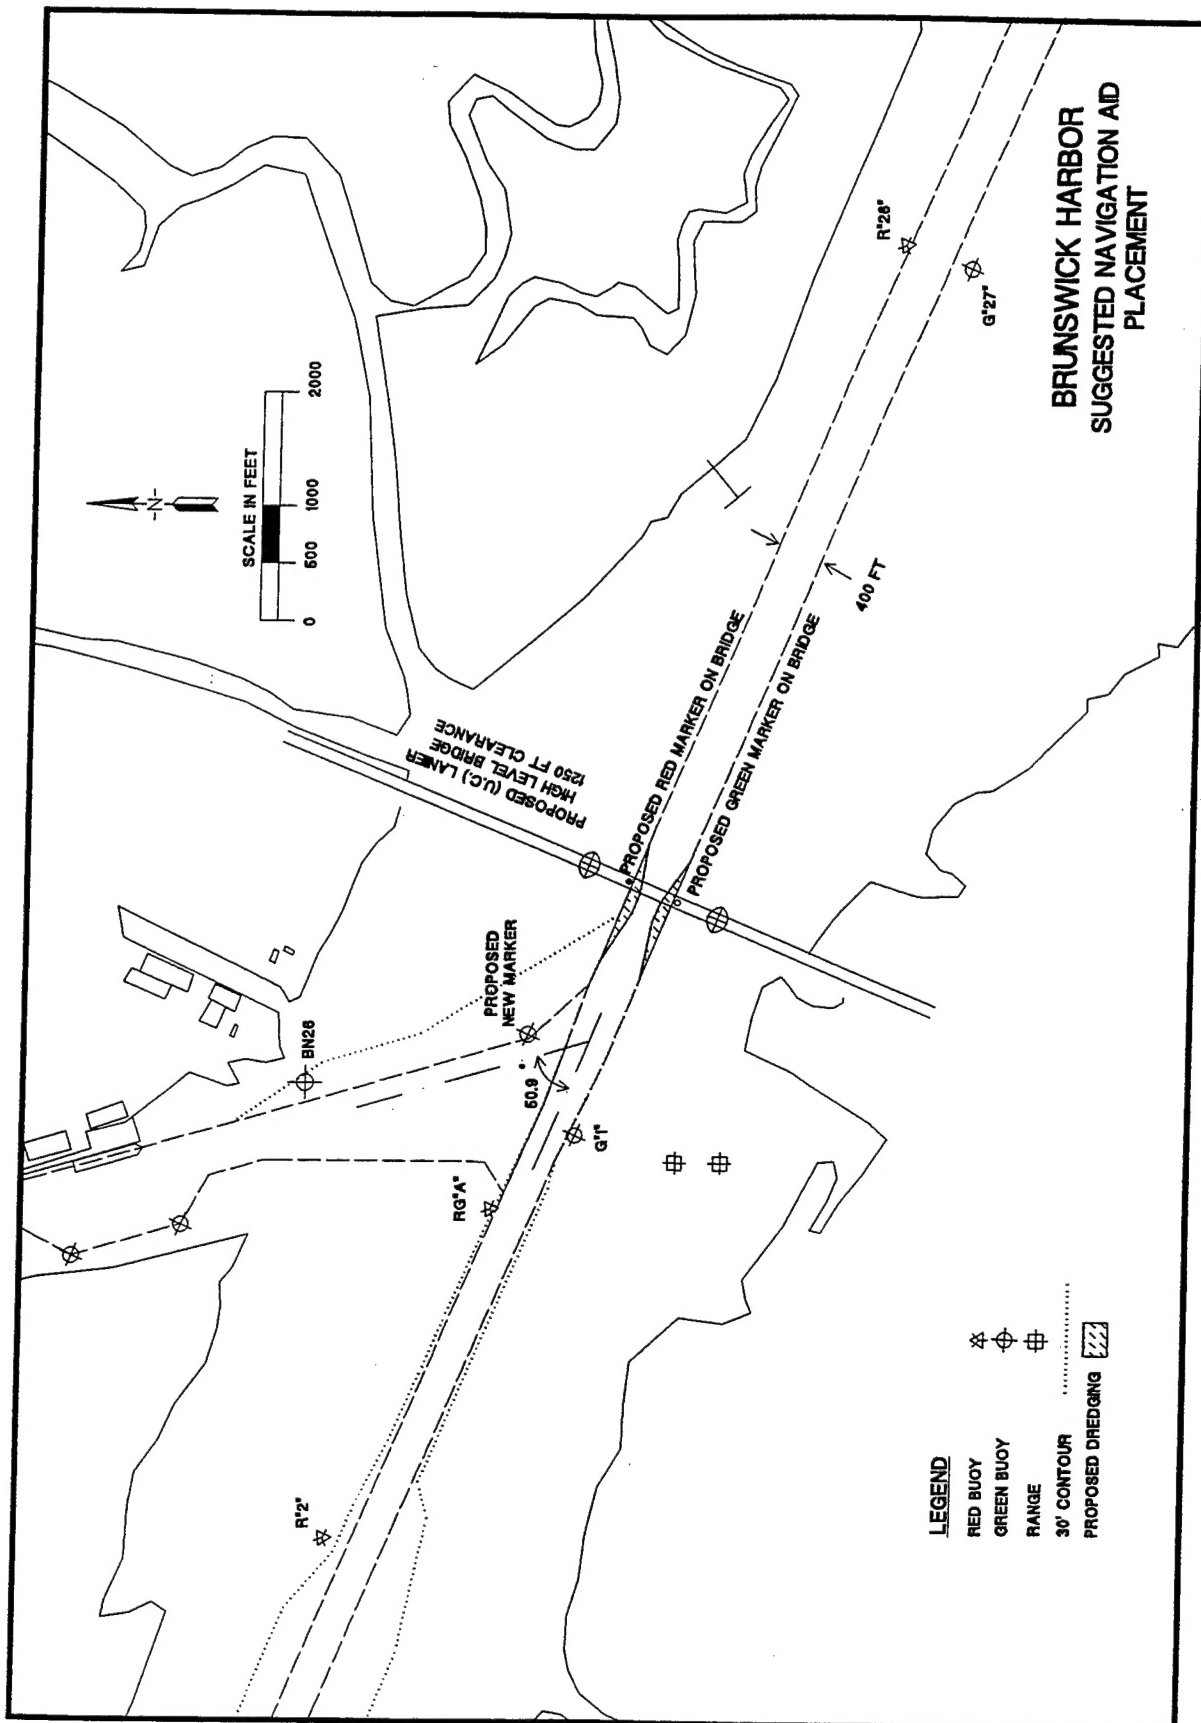 -N-
SCALE IN FEET
0 500 1000 2000
PROPOSED (U.C.) LANIER
HIGH LEVEL BRIDGE
1250 FT CLEARANCE
BN26
PROPOSED
NEW MARKER
50.9°
RG"A"
G"1"
R"2"
PROPOSED RED MARKER ON BRIDGE
PROPOSED GREEN MARKER ON BRIDGE
400 FT
R"26"
G"27"
LEGEND
RED BUOY
GREEN BUOY
RANGE
30' CONTOUR
PROPOSED DREDGING
BRUNSWICK HARBOR
SUGGESTED NAVIGATION AID
PLACEMENT